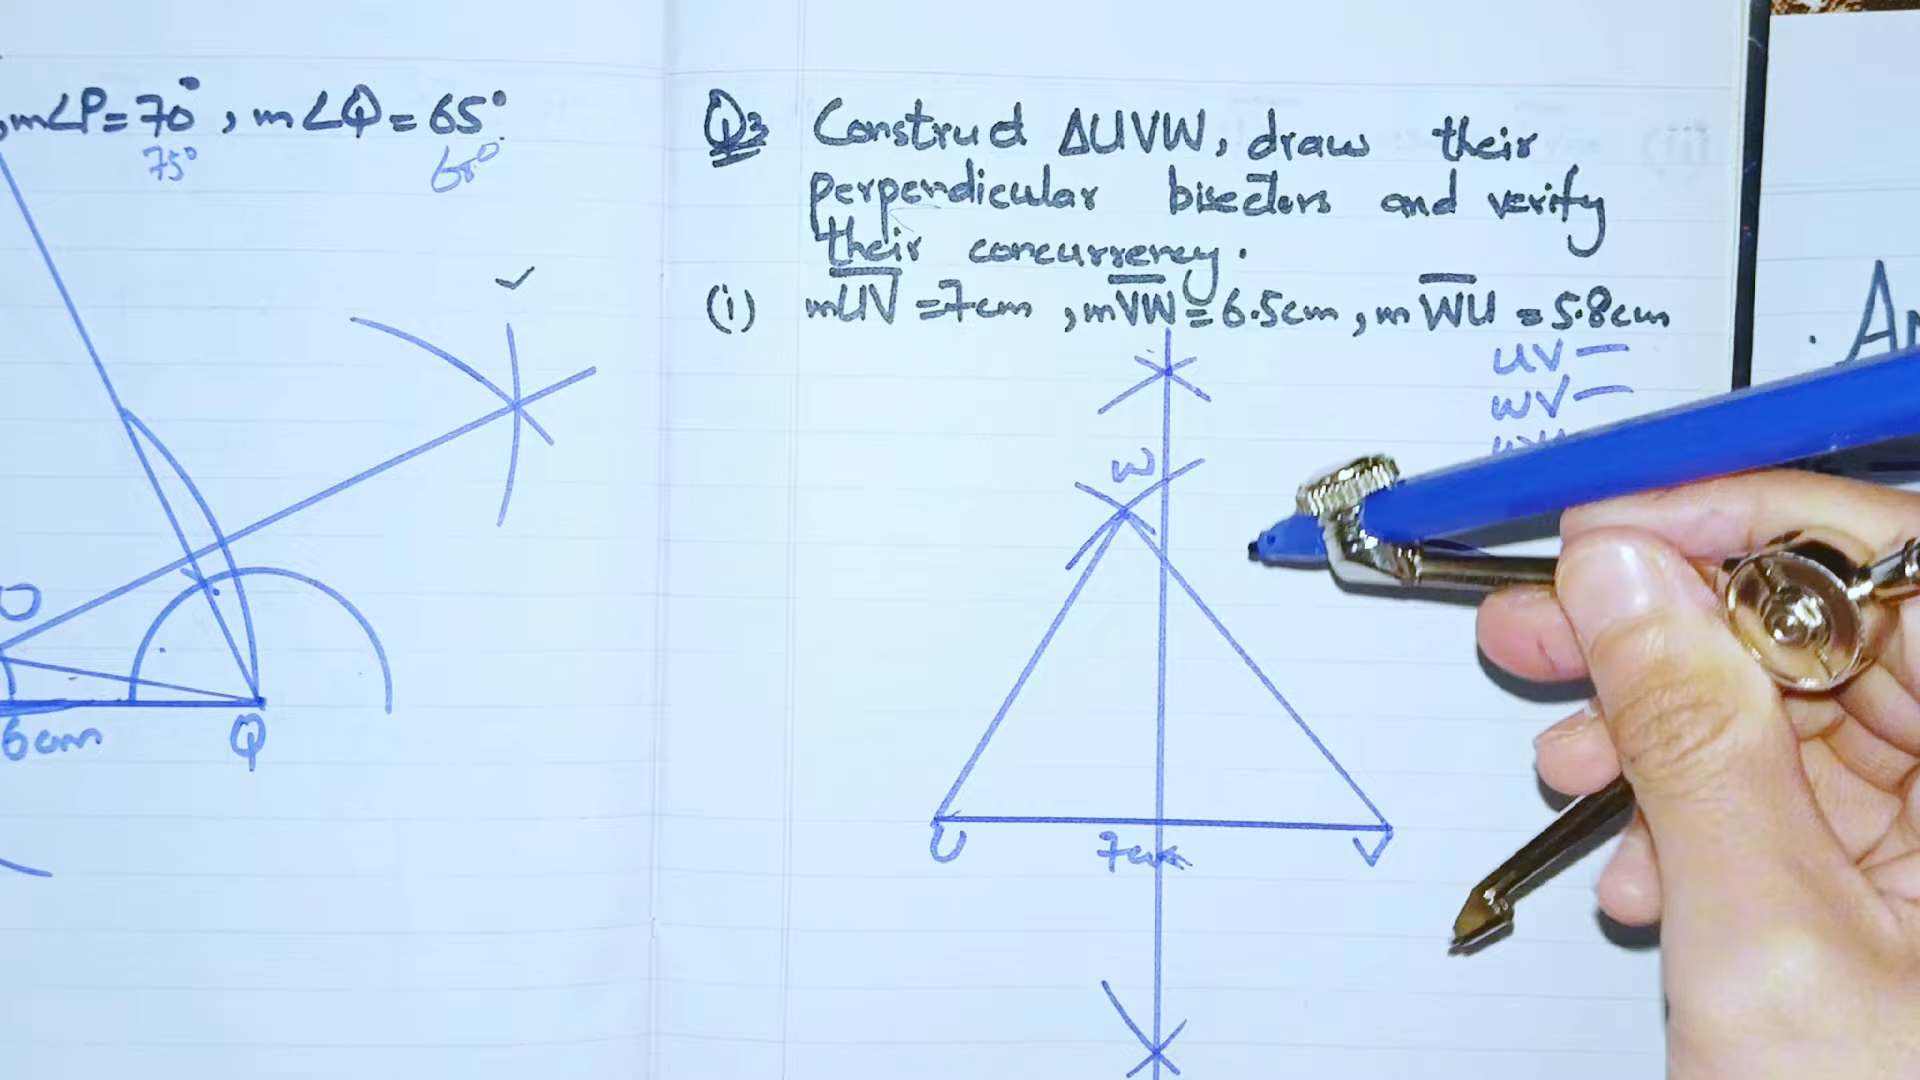 m∠P=70°, m∠Q=65°.
75° 65°
O
6cm Q
Q3 Construct ΔUVW, draw their
perpendicular bisectors and verify
their concurrency.
(i) mUV=7cm, mVW=6.5cm, mWU=5.8cm
UV—
WV—
W
U 7cm V